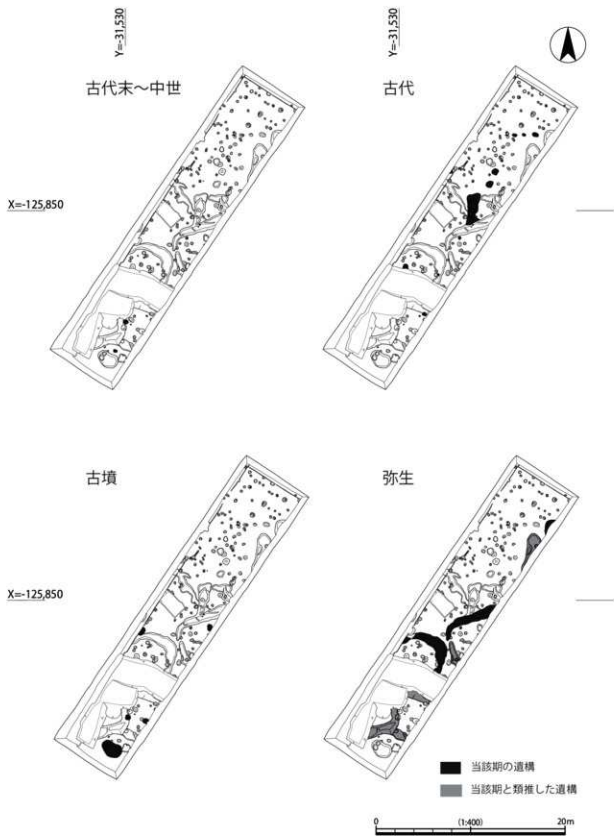 Y=-31,530
Y=-31,530
古代末～中世
古代
X=-125,850
古墳
弥生
X=-125,850
当該期の遺構
当該期と類推した遺構
0 (1:400) 20m